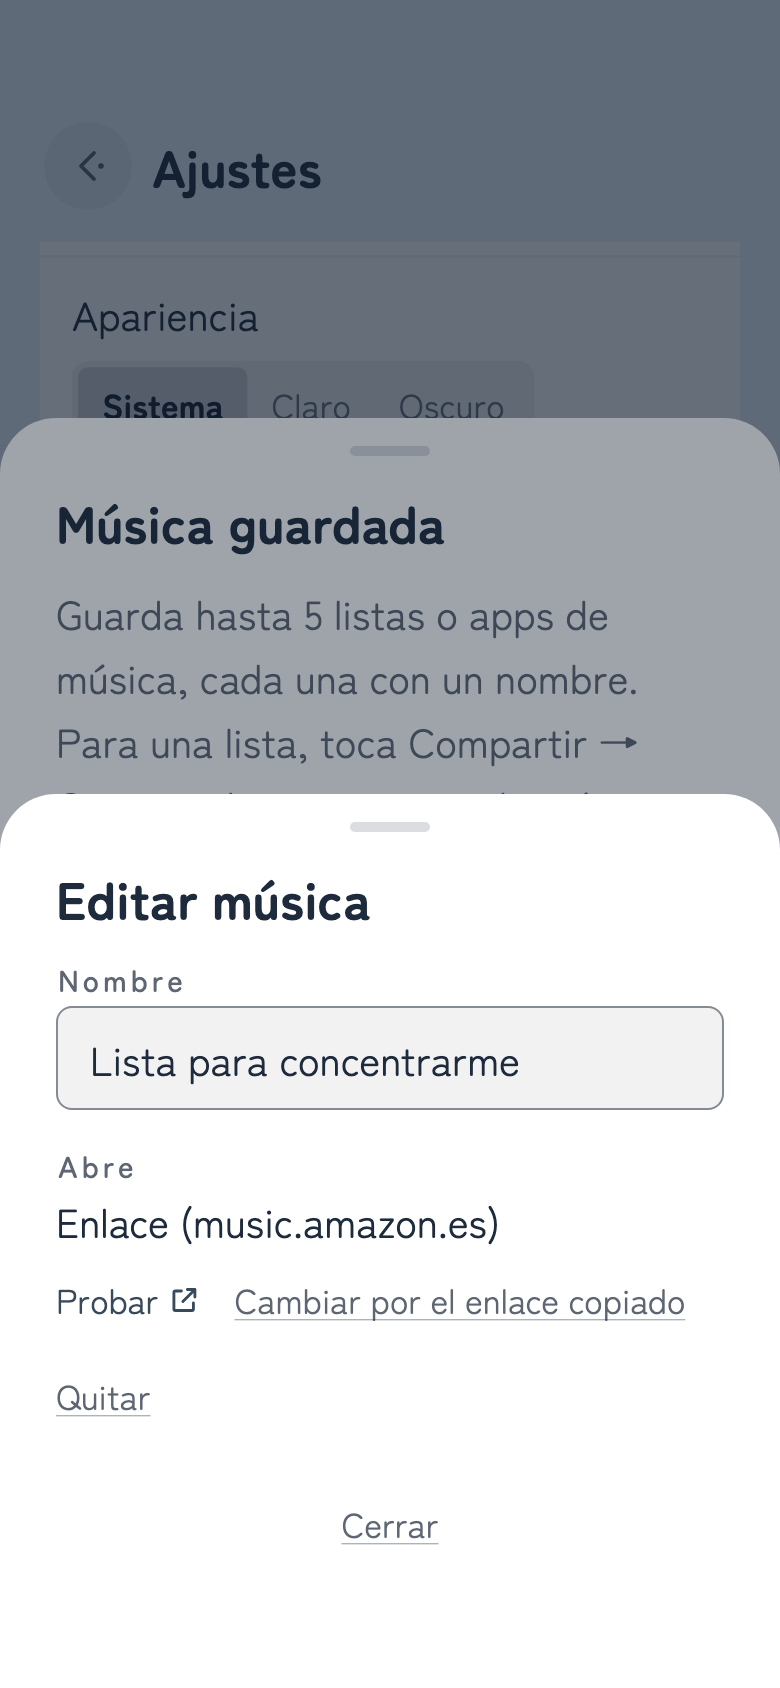 Ajustes
Apariencia
Sistema Claro Oscuro
Música guardada
Guarda hasta 5 listas o apps de
música, cada una con un nombre.
Para una lista, toca Compartir →
Editar música
Nombre
Lista para concentrarme
Abre
Enlace (music.amazon.es)
Probar Cambiar por el enlace copiado
Quitar
Cerrar